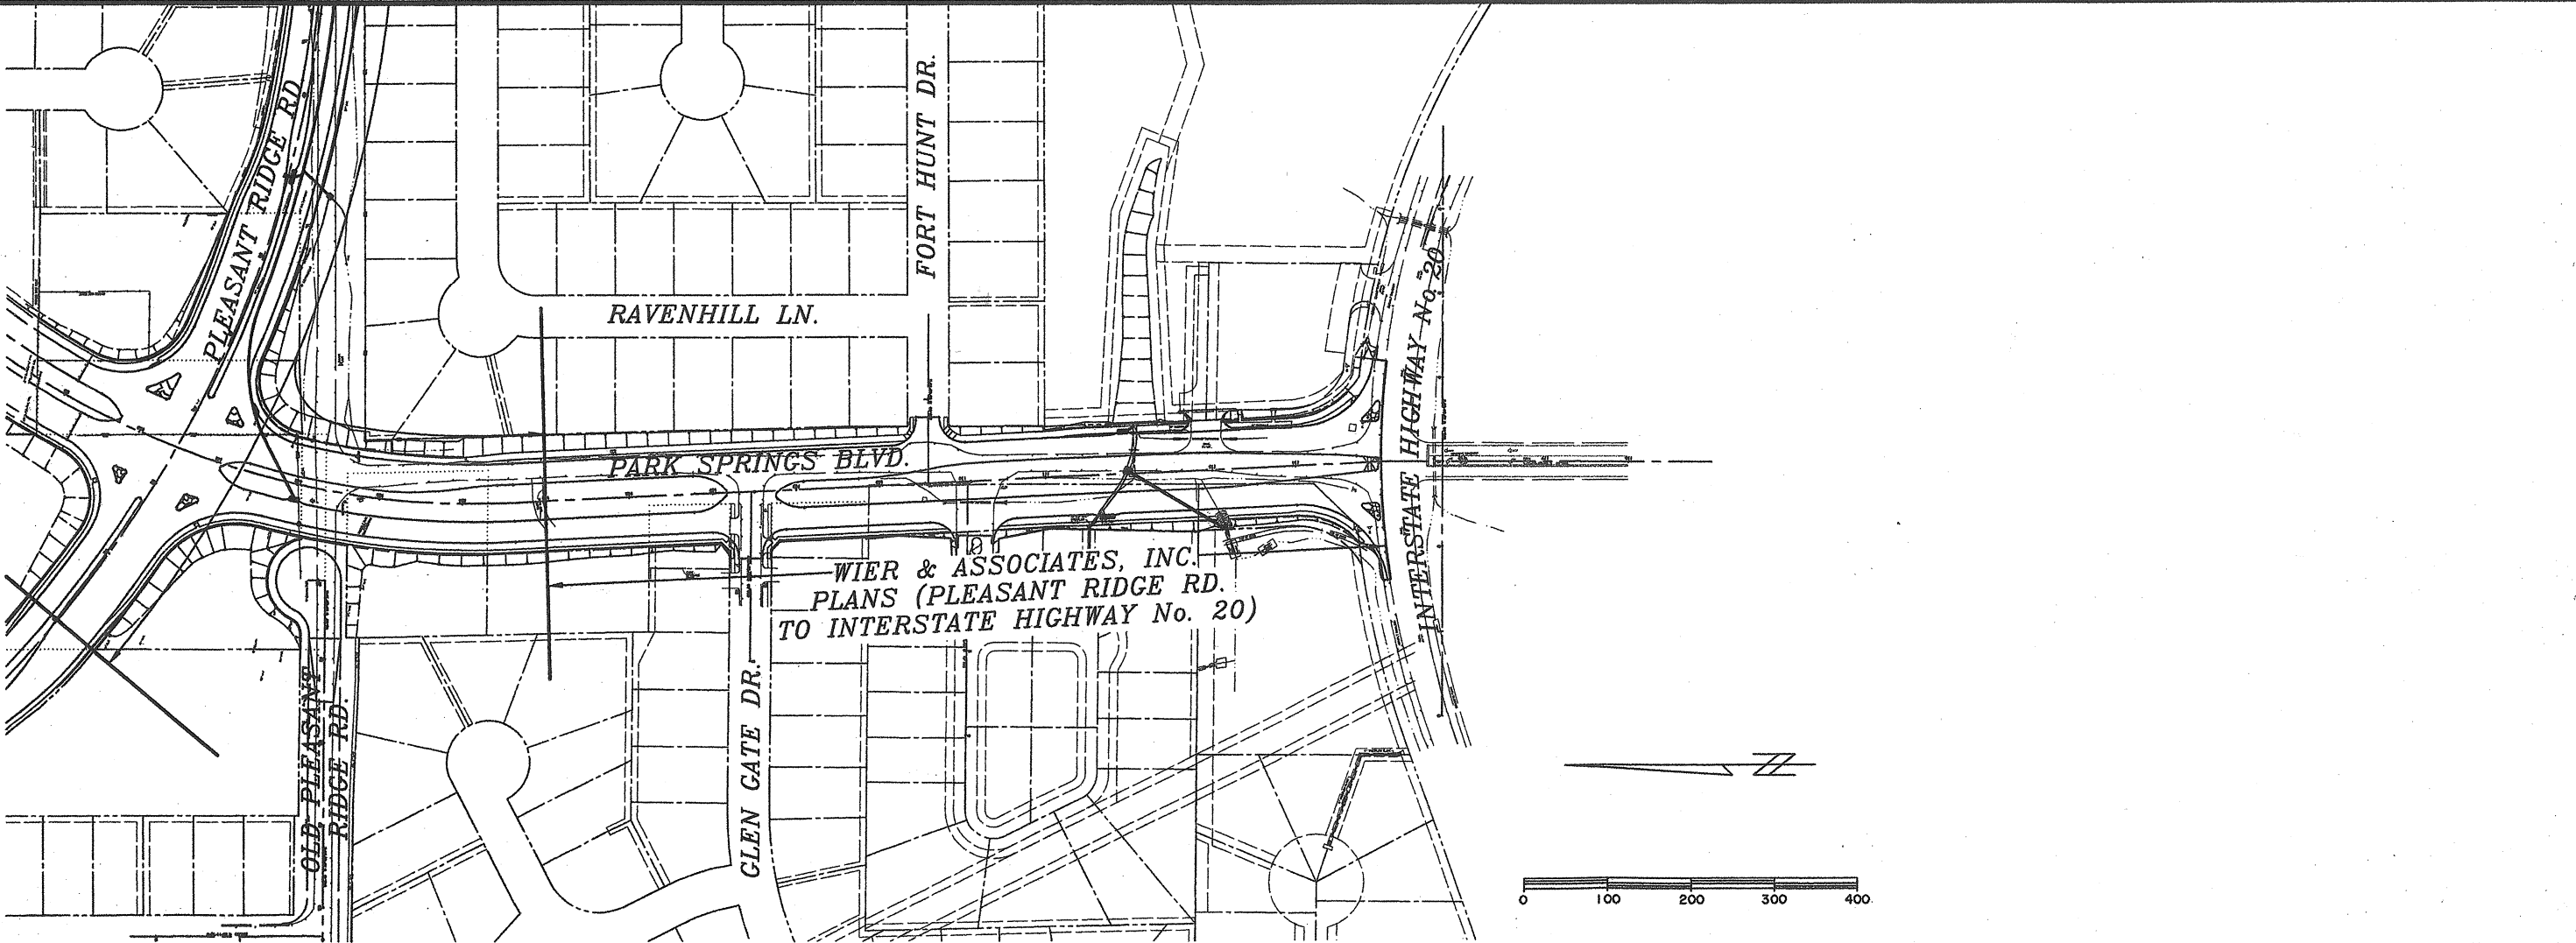 PLEASANT RIDGE RD.
FORT HUNT DR.
RAVENHILL LN.
INTERSTATE HIGHWAY No. 20
PARK SPRINGS BLVD.
WIER & ASSOCIATES, INC.
PLANS (PLEASANT RIDGE RD.
TO INTERSTATE HIGHWAY No. 20)
OLD PLEASANT
RIDGE RD.
GLEN GATE DR.
N
0 100 200 300 400